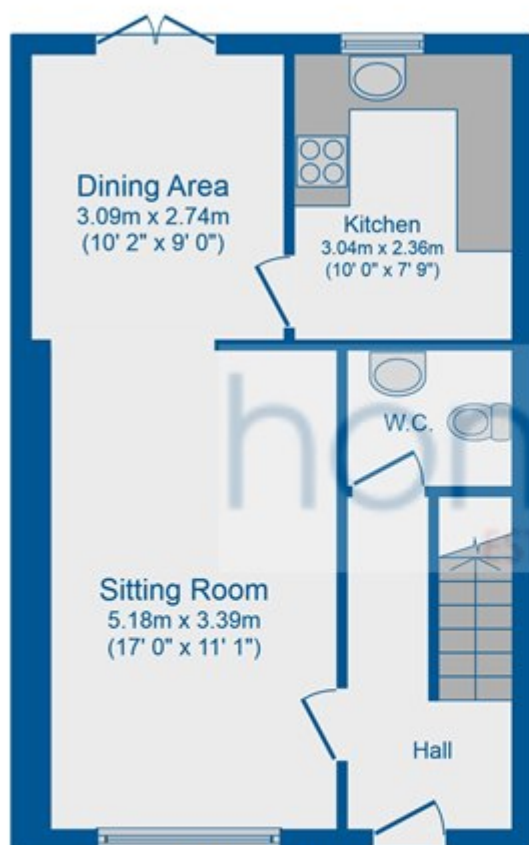 Dining Area
3.09m x 2.74m
(10' 2" x 9' 0")
Kitchen
3.04m x 2.36m
(10' 0" x 7' 9")
W.C.
Sitting Room
5.18m x 3.39m
(17' 0" x 11' 1")
Hall